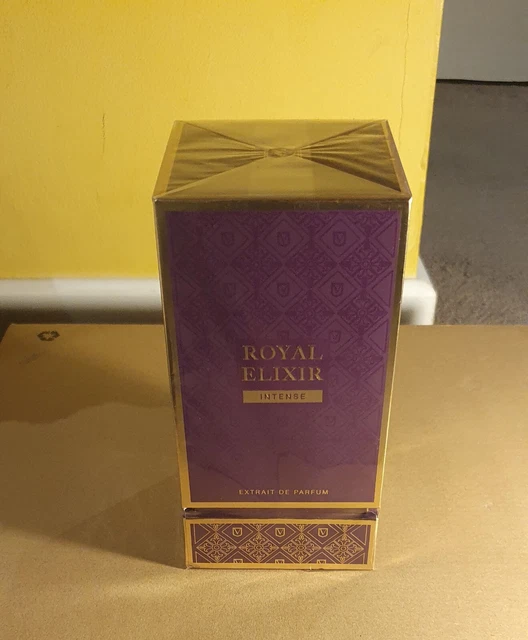 ROYAL
ELIXIR
INTENSE
EXTRAIT DE PARFUM